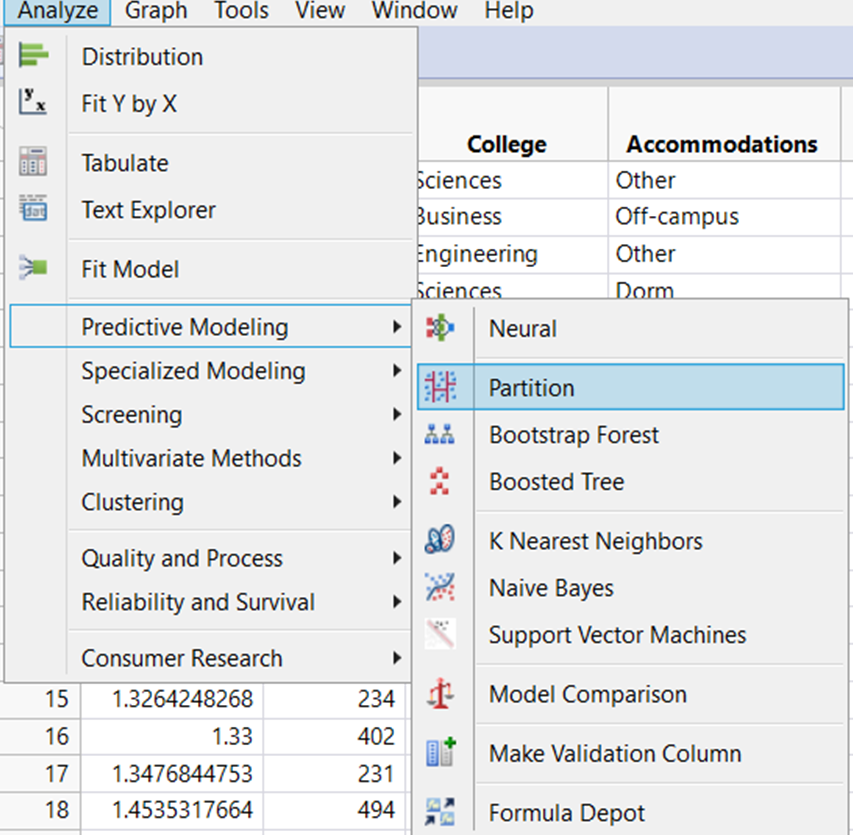 Analyze Graph Tools View Window Help
Distribution
Fit Y by X
Tabulate
Text Explorer
Fit Model
Predictive Modeling
Specialized Modeling
Screening
Multivariate Methods
Clustering
Quality and Process
Reliability and Survival
Consumer Research
Neural
Partition
Bootstrap Forest
Boosted Tree
K Nearest Neighbors
Naive Bayes
Support Vector Machines
Model Comparison
Make Validation Column
Formula Depot
College Accommodations
Sciences Other
Business Off-campus
Engineering Other
Sciences Dorm
15 1.3264248268 234
16 1.33 402
17 1.3476844753 231
18 1.4535317664 494